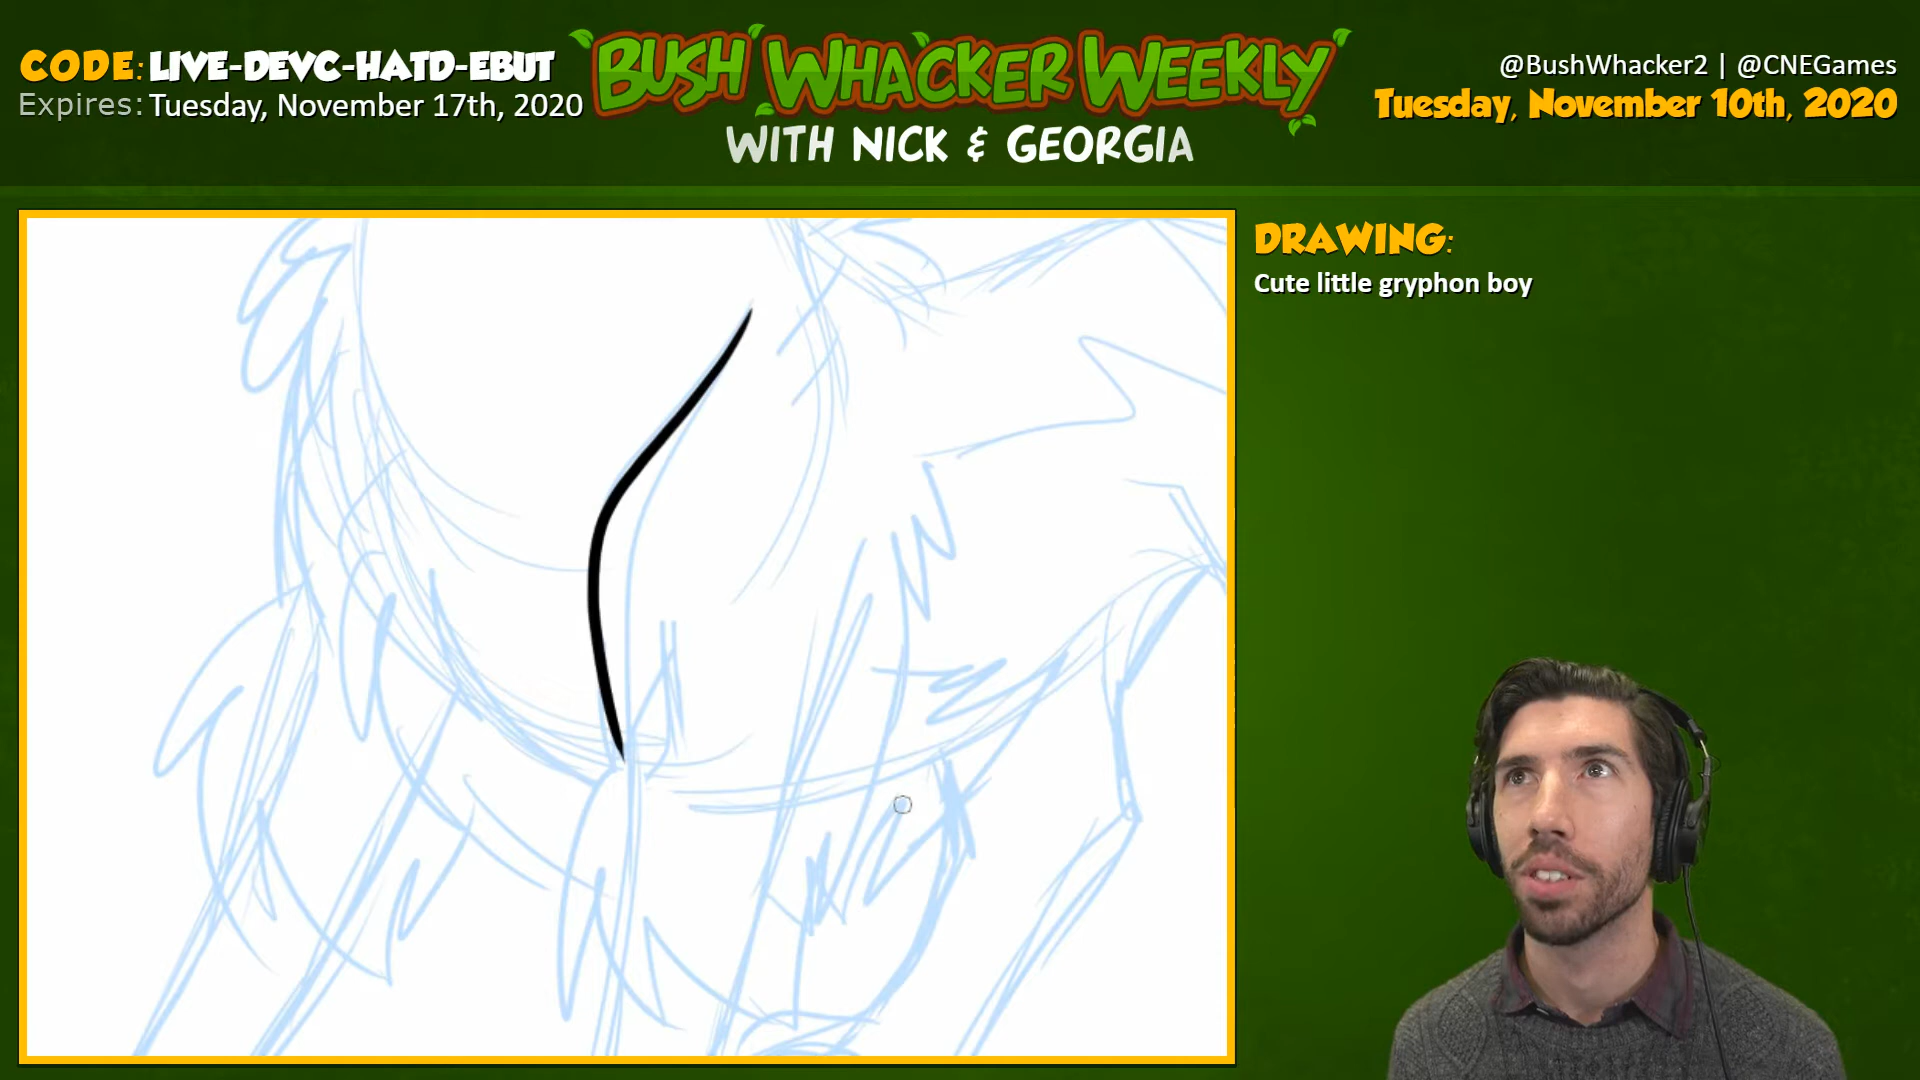 CODE: LIVE-DEVC-HATD-EBUT
Expires: Tuesday, November 17th, 2020
BUSH WHACKER WEEKLY
WITH NICK & GEORGIA
@BushWhacker2 | @CNEGames
Tuesday, November 10th, 2020
DRAWING:
Cute little gryphon boy